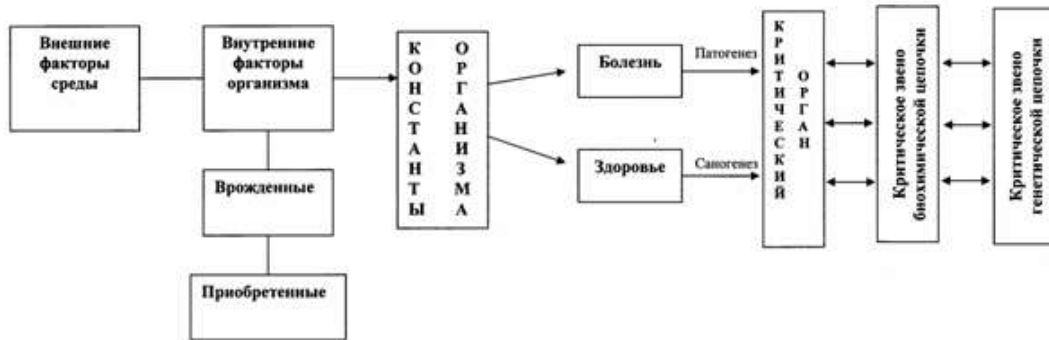 Внешние
факторы
среды
Внутренние
факторы
организма
Врожденные
Приобретенные
КОНСТАНТЫ
ОРГАНИЗМА
Болезнь
Здоровье
Патогенез
Саногенез
КРИТИЧЕСКИЙ
ОРГАН
Критическое звено
биохимической цепочки
Критическое звено
генетической цепочки